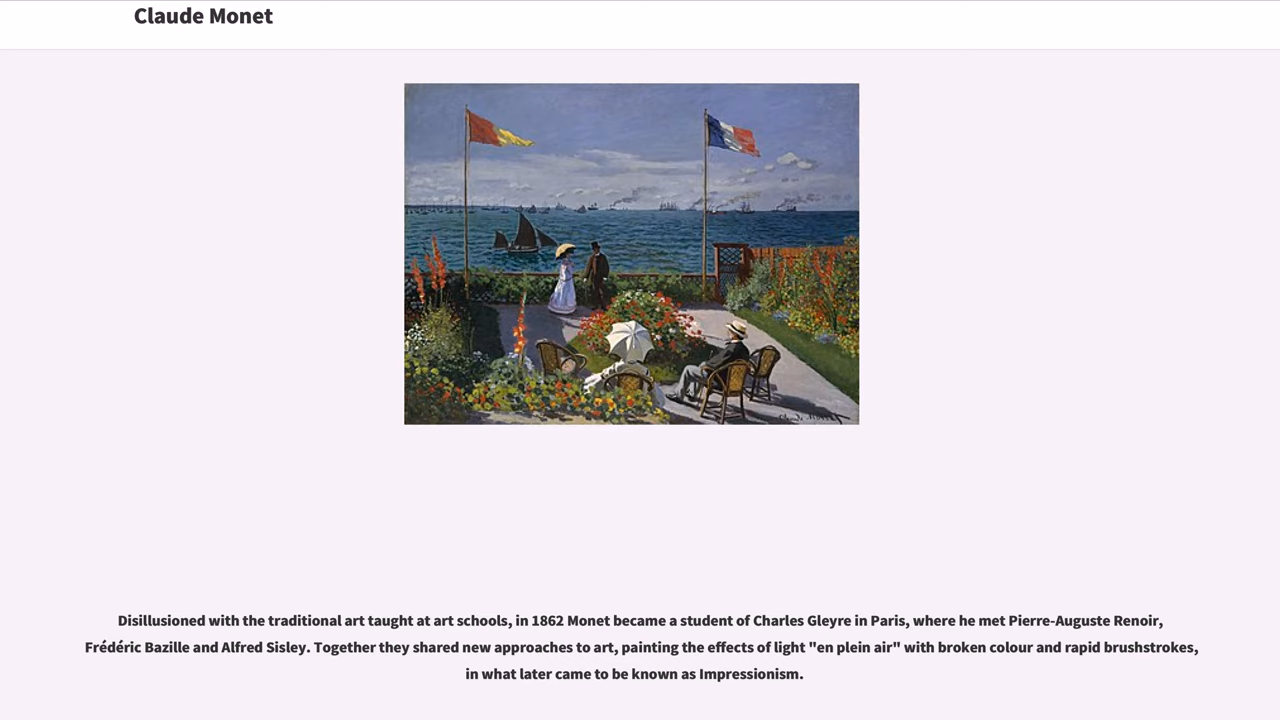 Claude Monet
Disillusioned with the traditional art taught at art schools, in 1862 Monet became a student of Charles Gleyre in Paris, where he met Pierre-Auguste Renoir,
Frédéric Bazille and Alfred Sisley. Together they shared new approaches to art, painting the effects of light "en plein air" with broken colour and rapid brushstrokes,
in what later came to be known as Impressionism.